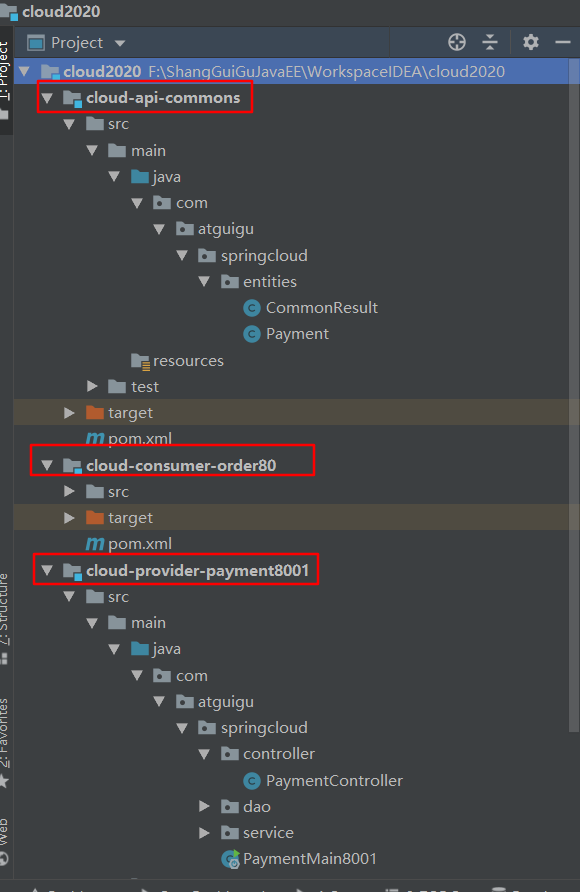 cloud2020
Project
cloud2020 F:\ShangGuiGuJavaEE\WorkspaceIDEA\cloud2020
cloud-api-commons
src
main
java
com
atguigu
springcloud
entities
CommonResult
Payment
resources
test
target
pom.xml
cloud-consumer-order80
src
target
pom.xml
cloud-provider-payment8001
src
main
java
com
atguigu
springcloud
controller
PaymentController
dao
service
PaymentMain8001
1: Project
7: Structure
2: Favorites
Web